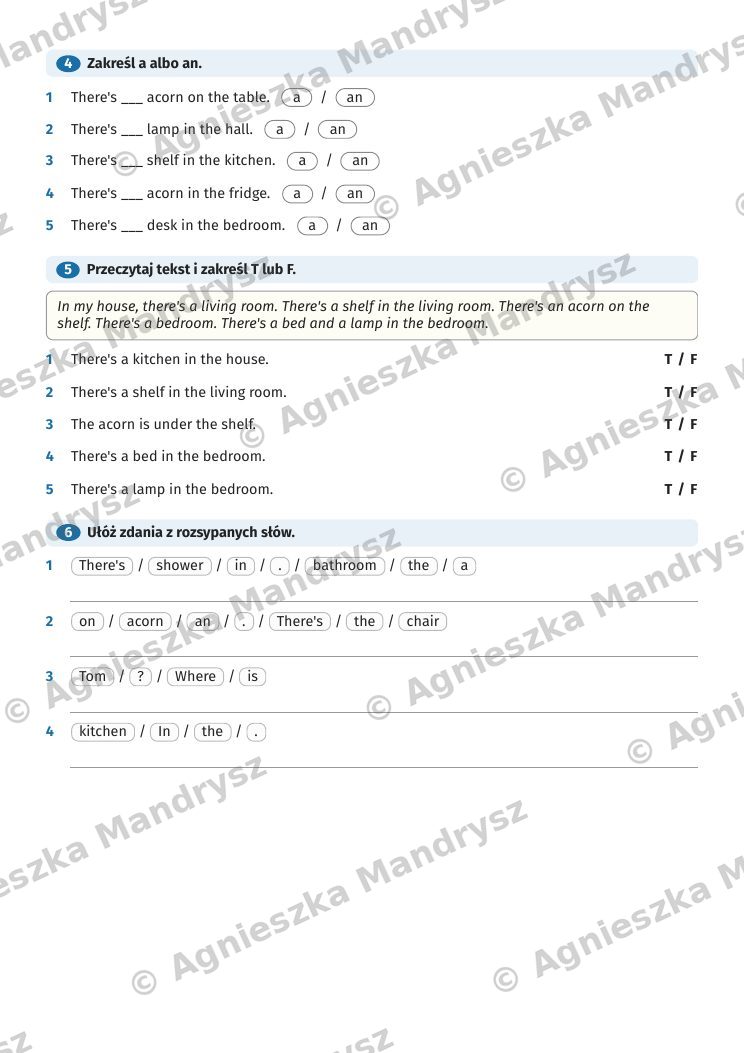 4 Zakreśl a albo an.
1 There's ___ acorn on the table. a / an
2 There's ___ lamp in the hall. a / an
3 There's ___ shelf in the kitchen. a / an
4 There's ___ acorn in the fridge. a / an
5 There's ___ desk in the bedroom. a / an
5 Przeczytaj tekst i zakreśl T lub F.
In my house, there's a living room. There's a shelf in the living room. There's an acorn on the
shelf. There's a bedroom. There's a bed and a lamp in the bedroom.
1 There's a kitchen in the house. T / F
2 There's a shelf in the living room. T / F
3 The acorn is under the shelf. T / F
4 There's a bed in the bedroom. T / F
5 There's a lamp in the bedroom. T / F
6 Ułóż zdania z rozsypanych słów.
1 There's / shower / in / . / bathroom / the / a
2 on / acorn / an / . / There's / the / chair
3 Tom / ? / Where / is
4 kitchen / In / the / .
© Agnieszka Mandrysz